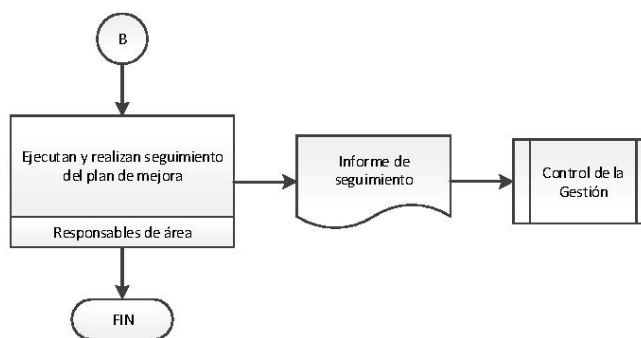 B
Ejecutan y realizan seguimiento
del plan de mejora
Responsables de área
Informe de
seguimiento
Control de la
Gestión
FIN